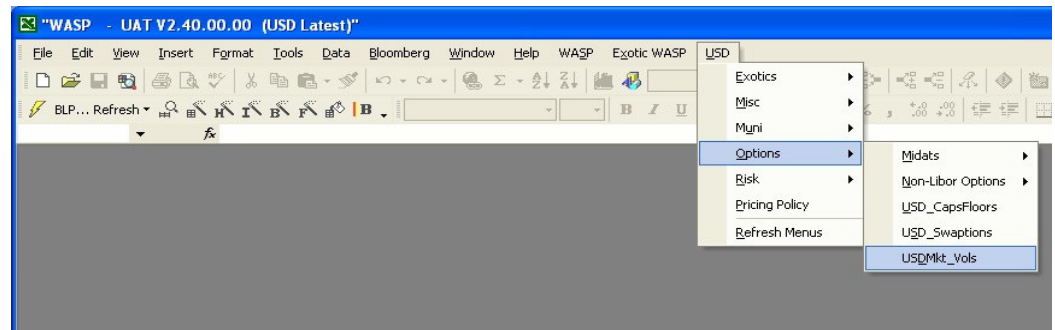 "WASP - UAT V2.40.00.00 (USD Latest)"
File Edit View Insert Format Tools Data Bloomberg Window Help WASP Exotic WASP USD
BLP... Refresh
B I U
fx
Exotics
Misc
Muni
Options
Risk
Pricing Policy
Refresh Menus
Midats
Non-Libor Options
USD_CapsFloors
USD_Swaptions
USDMkt_Vols